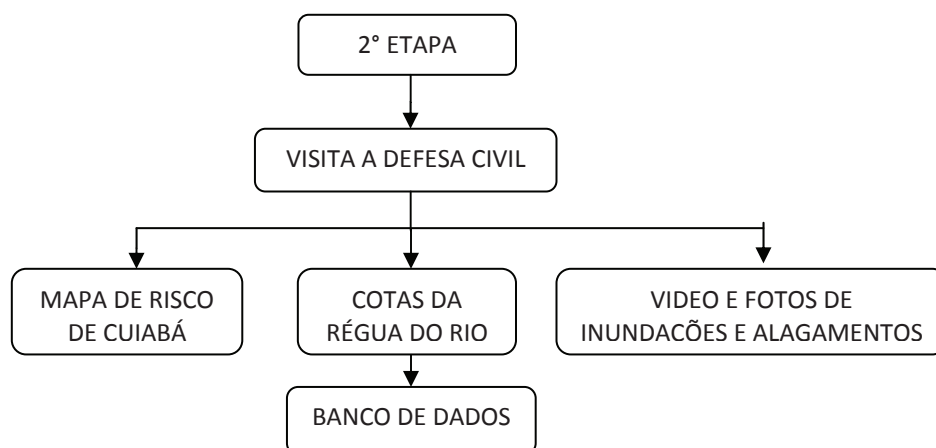 2° ETAPA
VISITA A DEFESA CIVIL
MAPA DE RISCO
DE CUIABÁ
COTAS DA
RÉGUA DO RIO
VIDEO E FOTOS DE
INUNDACÕES E ALAGAMENTOS
BANCO DE DADOS